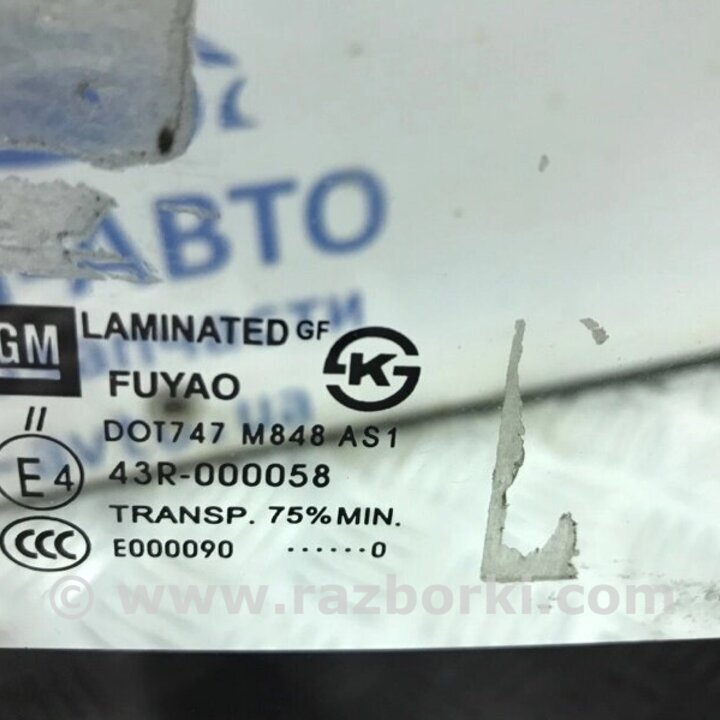 АВТО
GM LAMINATED GF
FUYAO
II
DOT747 M848 AS1
E4 43R-000058
TRANSP. 75% MIN.
CCC E000090 ······0
© www.razborki.com